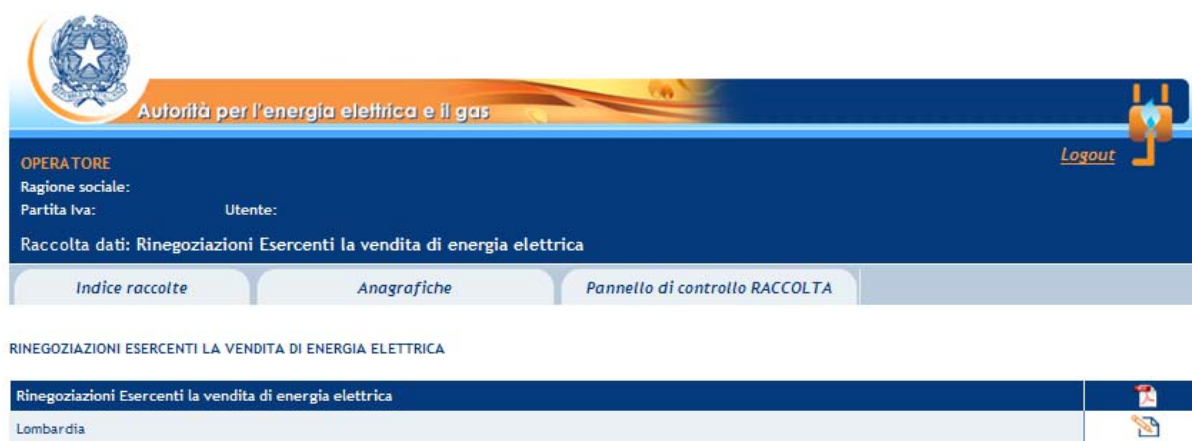 Autorità per l'energia elettrica e il gas
Logout
OPERATORE
Ragione sociale:
Partita Iva: Utente:
Raccolta dati: Rinegoziazioni Esercenti la vendita di energia elettrica
Indice raccolte Anagrafiche Pannello di controllo RACCOLTA
RINEGOZIAZIONI ESERCENTI LA VENDITA DI ENERGIA ELETTRICA
Rinegoziazioni Esercenti la vendita di energia elettrica
Lombardia